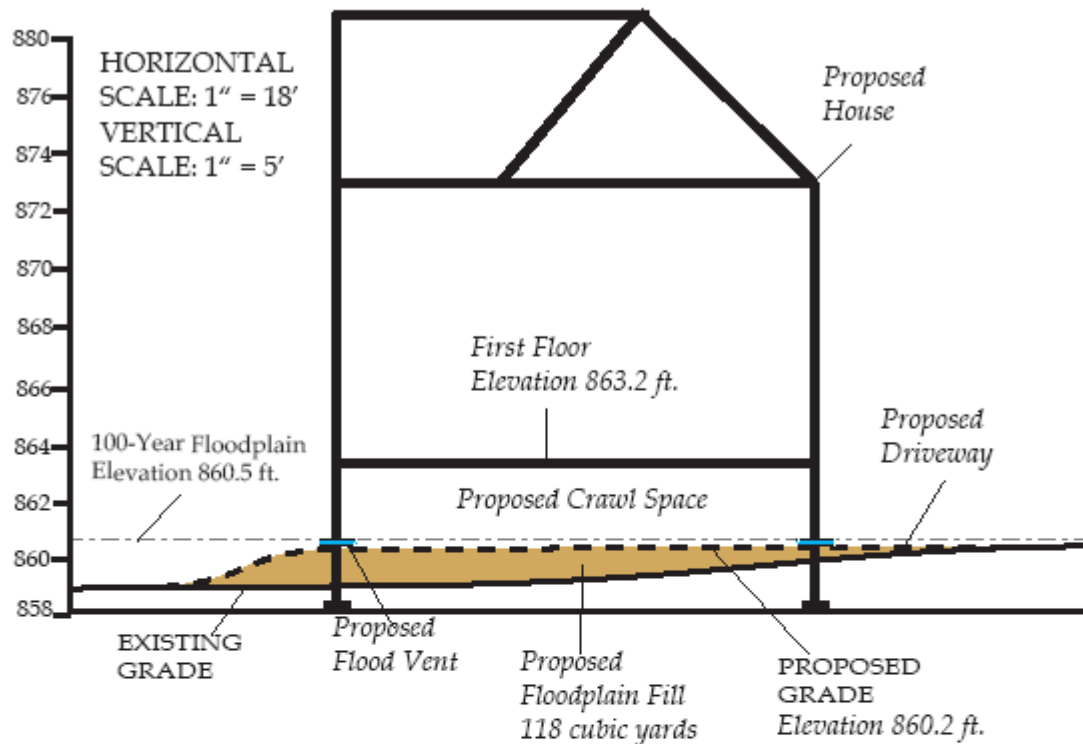 880
876
874
872
870
868
866
864
862
860
858
HORIZONTAL
SCALE: 1" = 18'
VERTICAL
SCALE: 1" = 5'
Proposed
House
First Floor
Elevation 863.2 ft.
100-Year Floodplain
Elevation 860.5 ft.
Proposed
Driveway
Proposed Crawl Space
EXISTING
GRADE
Proposed
Flood Vent
Proposed
Floodplain Fill
118 cubic yards
PROPOSED
GRADE
Elevation 860.2 ft.